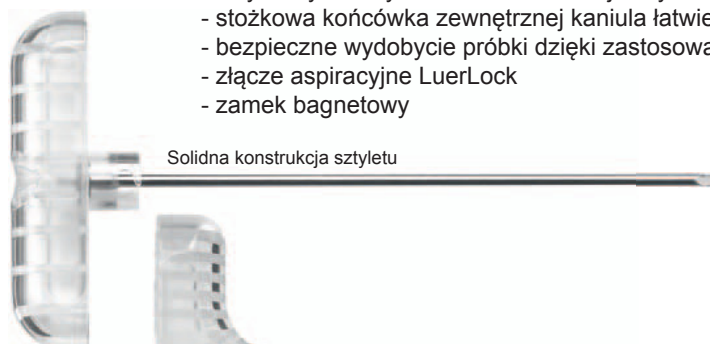 - stożkowa końcówka zewnętrznej kaniula łatwie
- bezpieczne wydobycie próbki dzięki zastosowa
- złącze aspiracyjne LuerLock
- zamek bagnetowy
Solidna konstrukcja sztyletu